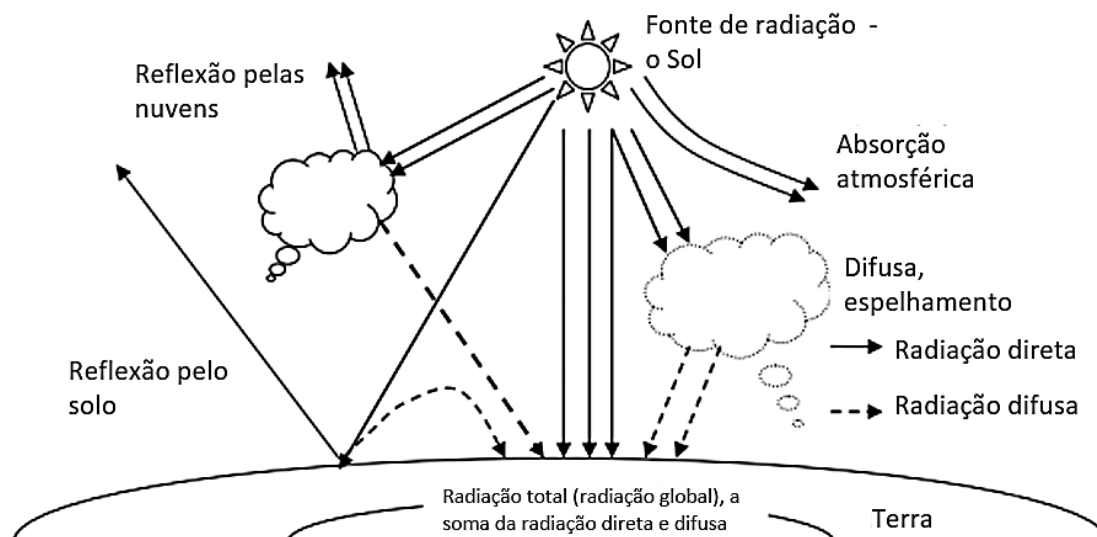 Fonte de radiação -
o Sol
Reflexão pelas
nuvens
Absorção
atmosférica
Difusa,
espelhamento
Radiação direta
Radiação difusa
Reflexão pelo
solo
Radiação total (radiação global), a
soma da radiação direta e difusa
Terra